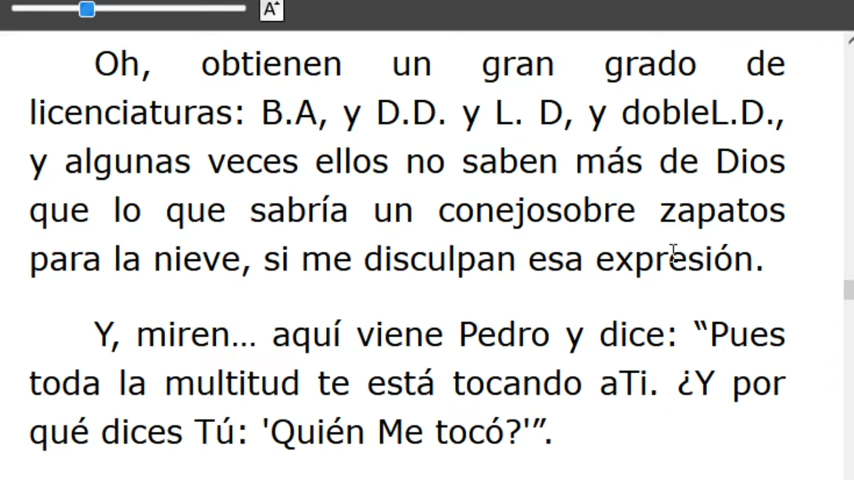 A
Oh, obtienen un gran grado de
licenciaturas: B.A, y D.D. y L. D, y dobleL.D.,
y algunas veces ellos no saben más de Dios
que lo que sabría un conejosobre zapatos
para la nieve, si me disculpan esa expresión.
Y, miren... aquí viene Pedro y dice: “Pues
toda la multitud te está tocando aTi. ¿Y por
qué dices Tú: 'Quién Me tocó?'”.